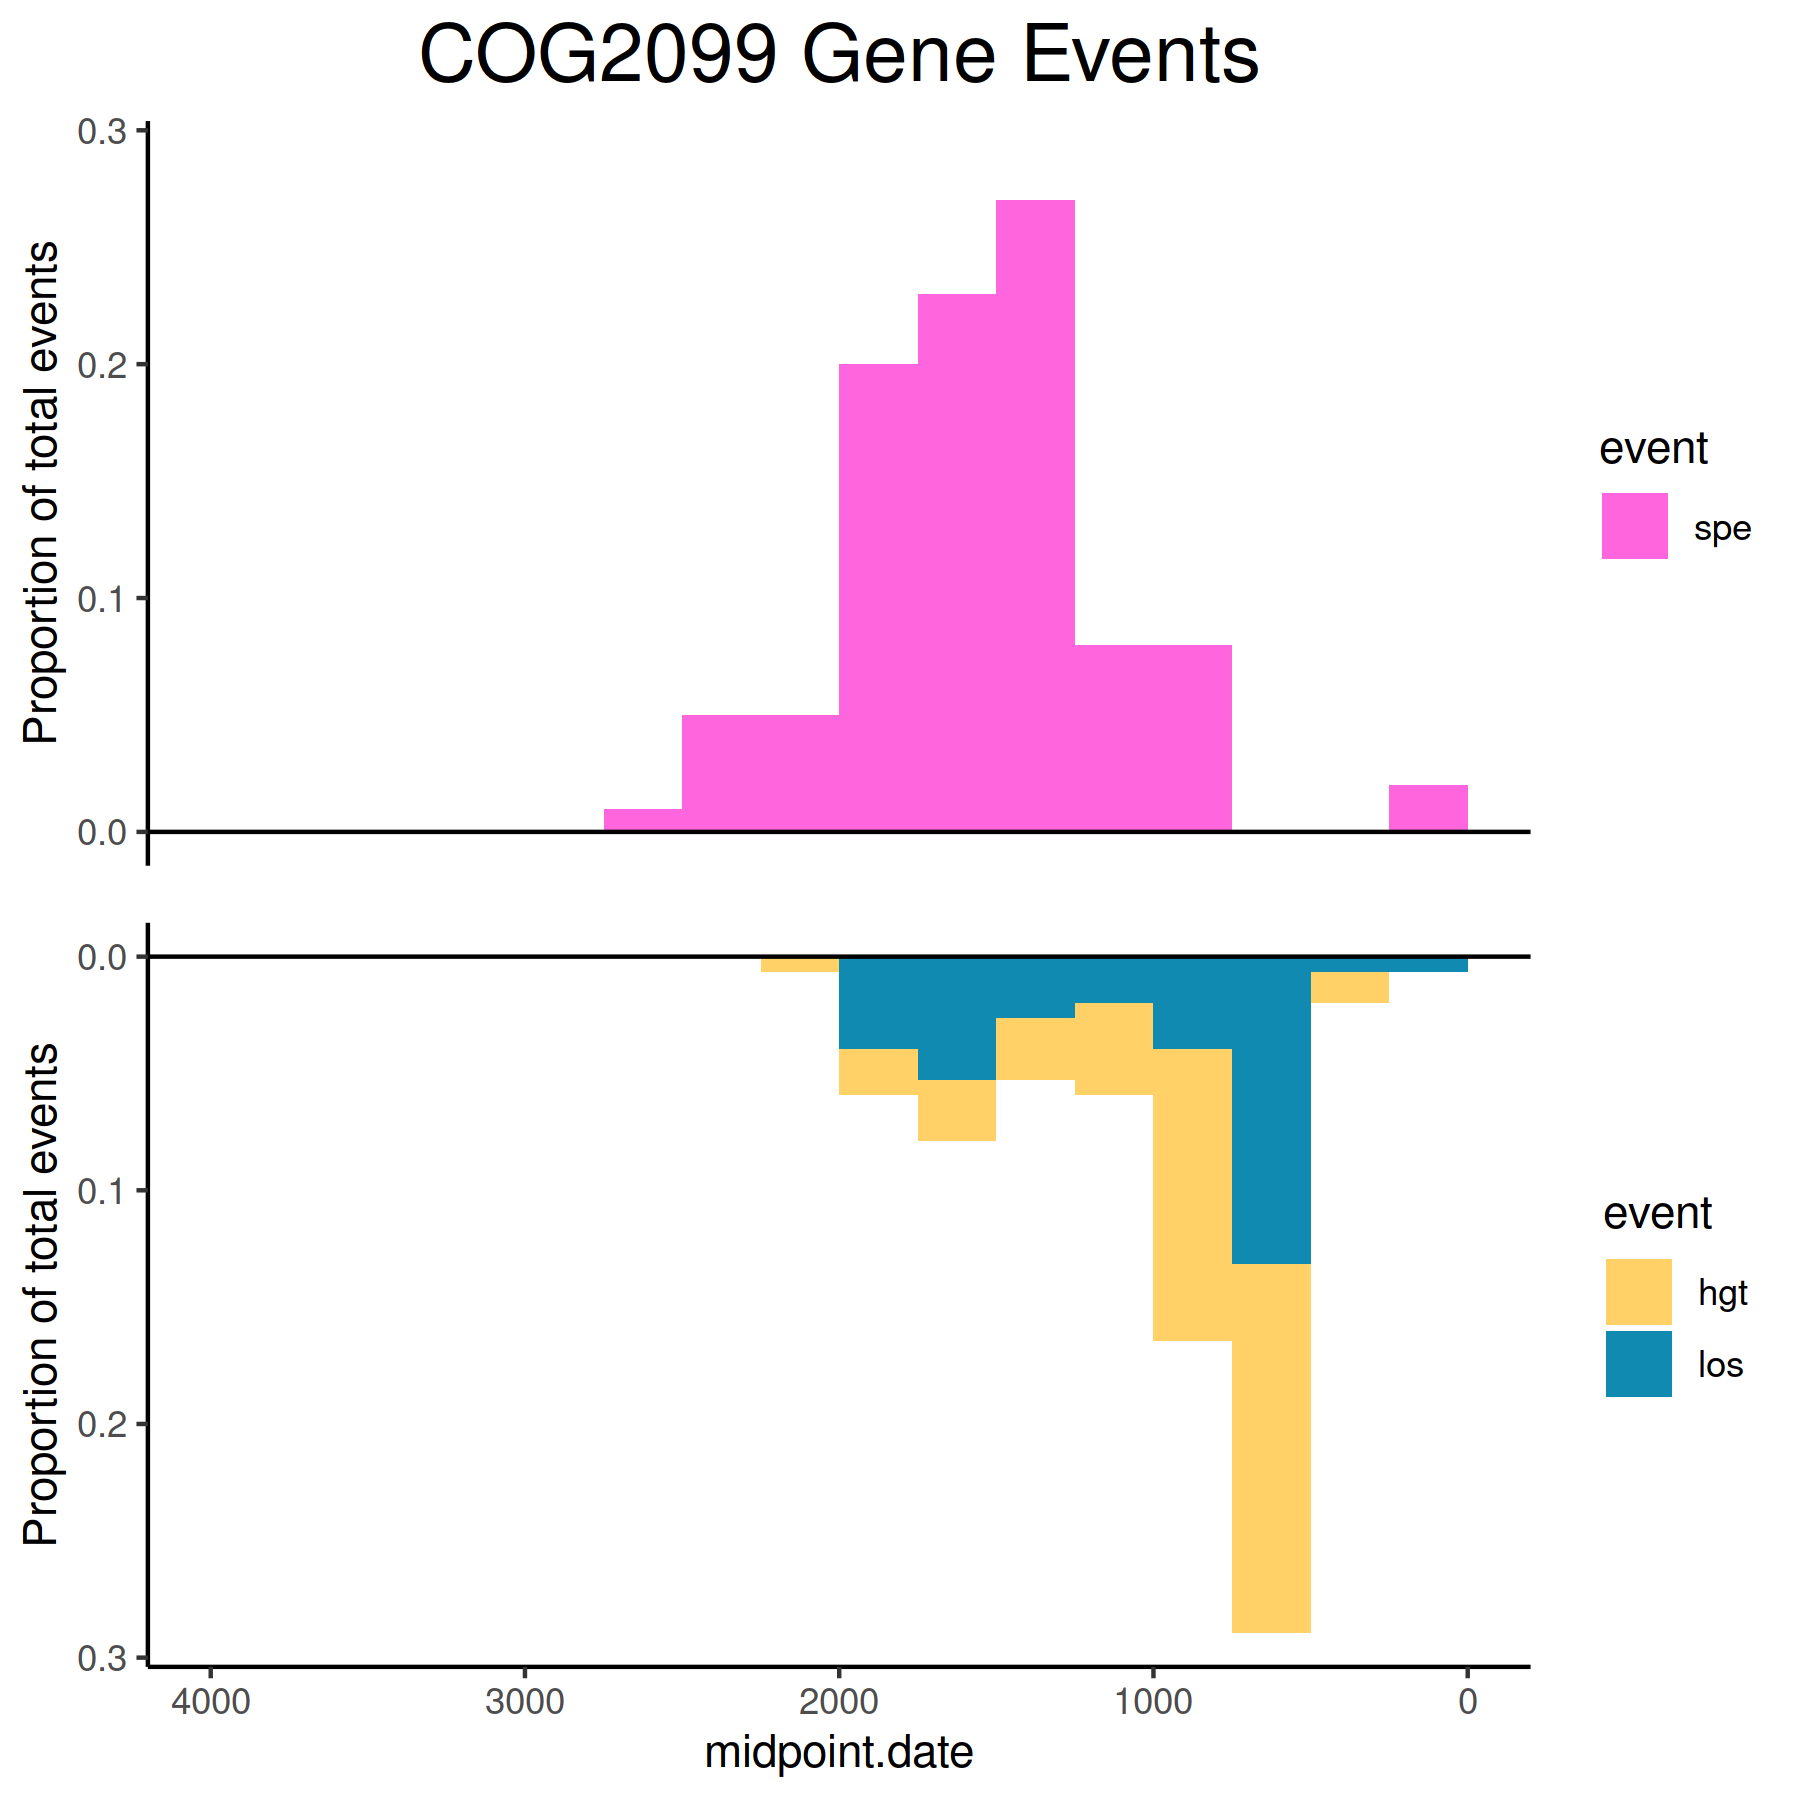 COG2099 Gene Events
Proportion of total events
0.3
0.2
0.1
0.0
event
spe
Proportion of total events
0.0
0.1
0.2
0.3
event
hgt
los
4000 3000 2000 1000 0
midpoint.date